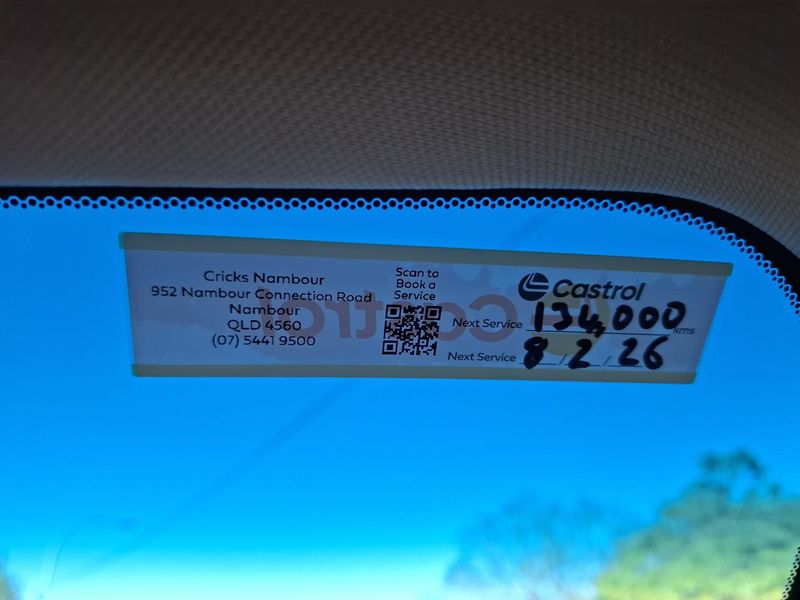 Cricks Nambour
952 Nambour Connection Road
Nambour
QLD 4560
(07) 5441 9500
Scan to
Book a
Service
Castrol
Next Service 134,000 kms
Next Service 8/2/26
Castrol